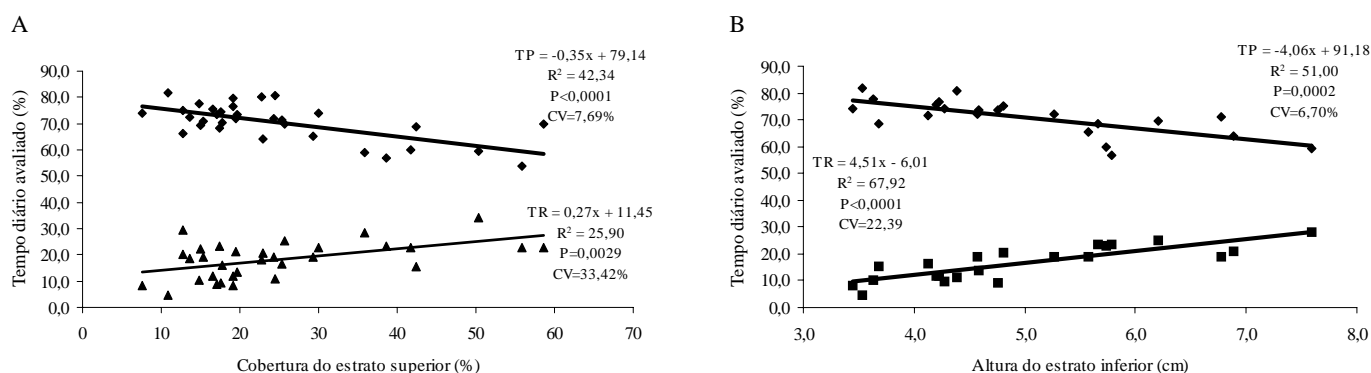 A
TP = -0,35x + 79,14
R² = 42,34
P<0,0001
CV=7,69%
Tempo diário avaliado (%)
90,0
80,0
70,0
60,0
50,0
40,0
30,0
20,0
10,0
0,0
TR = 0,27x + 11,45
R² = 25,90
P=0,0029
CV=33,42%
0 10 20 30 40 50 60 70
Cobertura do estrato superior (%)
B
TP = -4,06x + 91,18
R² = 51,00
P=0,0002
CV=6,70%
Tempo diário avaliado (%)
90,0
80,0
70,0
60,0
50,0
40,0
30,0
20,0
10,0
0,0
TR = 4,51x - 6,01
R² = 67,92
P<0,0001
CV=22,39
3,0 4,0 5,0 6,0 7,0 8,0
Altura do estrato inferior (cm)